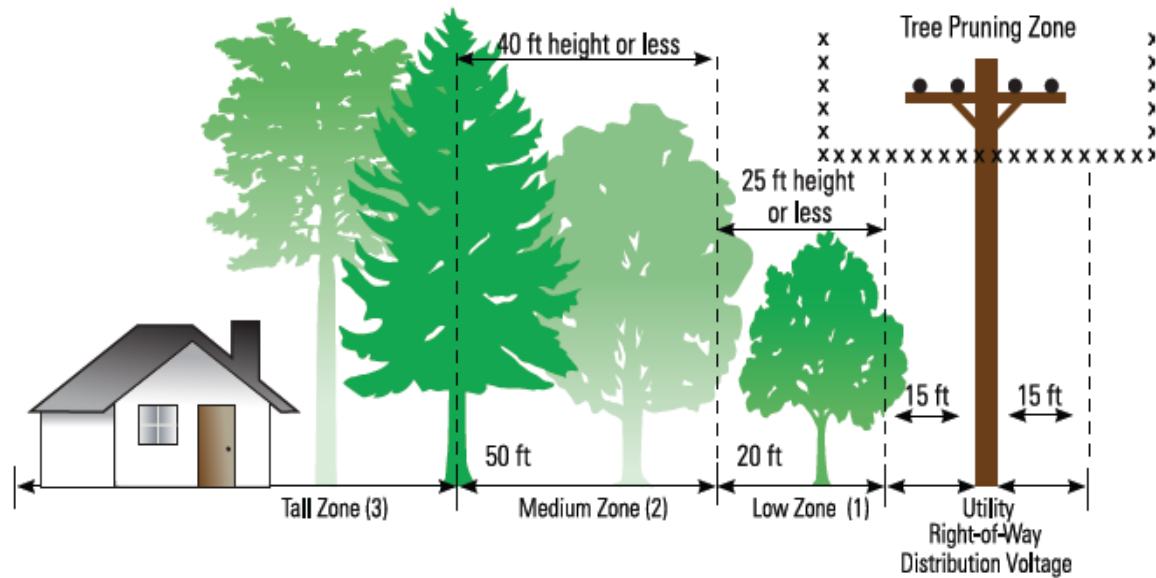 Tree Pruning Zone
40 ft height or less
x x x x x x x x x x x x x x x x x x x x x x x x x x x x x x x x x x x x
25 ft height
or less
15 ft
15 ft
50 ft
20 ft
Tall Zone (3)
Medium Zone (2)
Low Zone (1)
Utility
Right-of-Way
Distribution Voltage